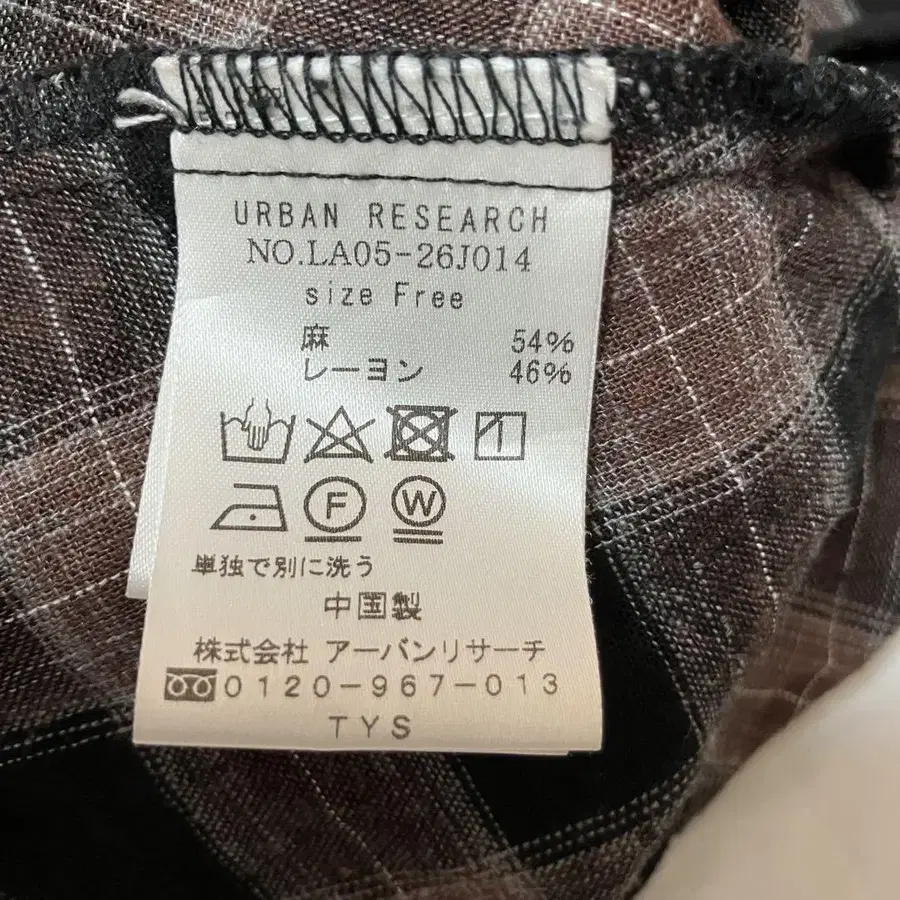 URBAN RESEARCH
NO.LA05-26J014
size Free
麻 54%
レーヨン 46%
F W
単独で別に洗う
中国製
株式会社 アーバンリサーチ
0120-967-013
TYS